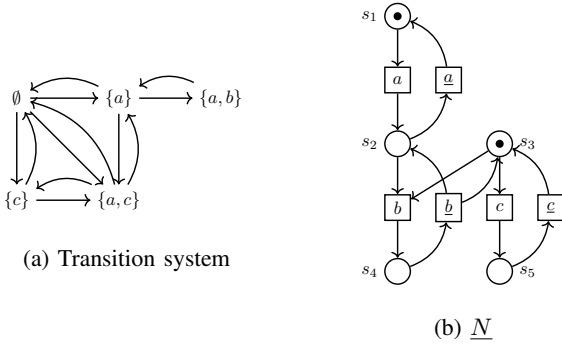 s₁
a a̲
∅ {a} {a, b}
s₂ s₃
b b̲ c c̲
{c} {a, c}
s₄ s₅
(a) Transition system
(b) N̲